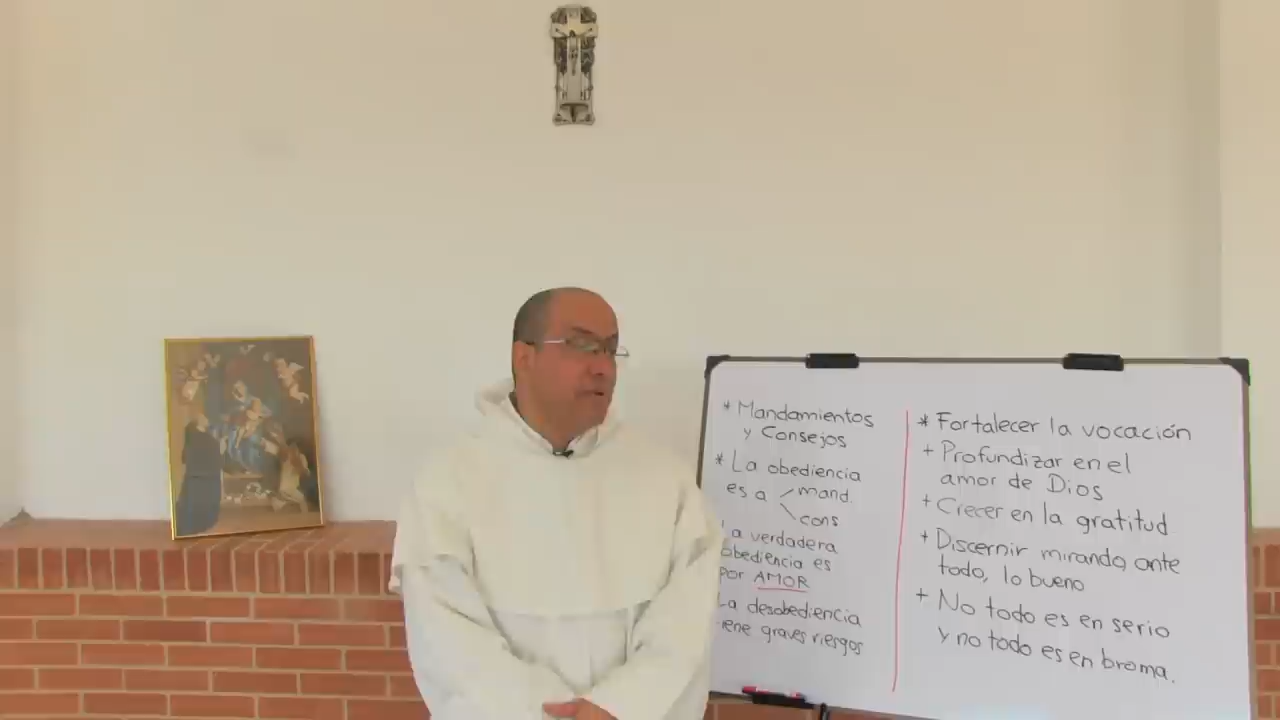 * Mandamientos
y Consejos
* La obediencia
es a mand.
cons
La verdadera
obediencia es
por AMOR
La desobediencia
tiene graves riesgos
* Fortalecer la vocación
+ Profundizar en el
amor de Dios
+ Crecer en la gratitud
+ Discernir mirando, ante
todo, lo bueno
+ No todo es en serio
y no todo es en broma.